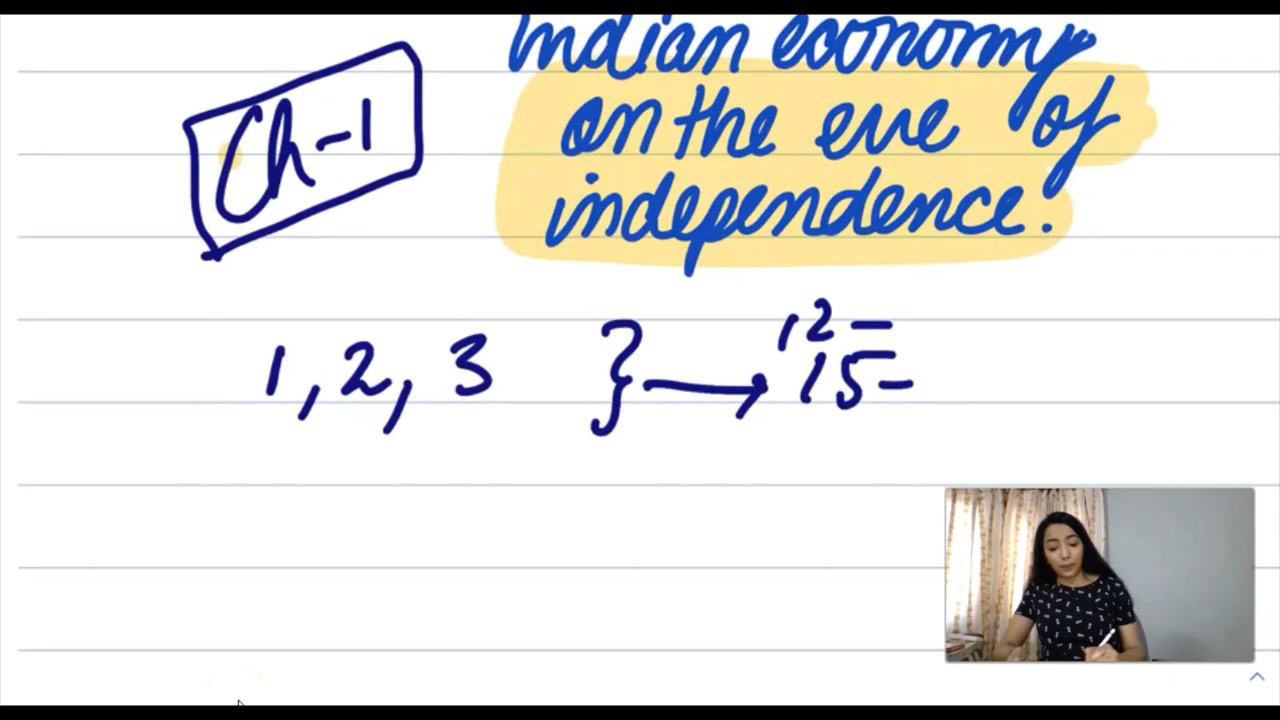 Indian economy
Ch-1
on the eve of
independence.
1, 2, 3 } → 12-
15-